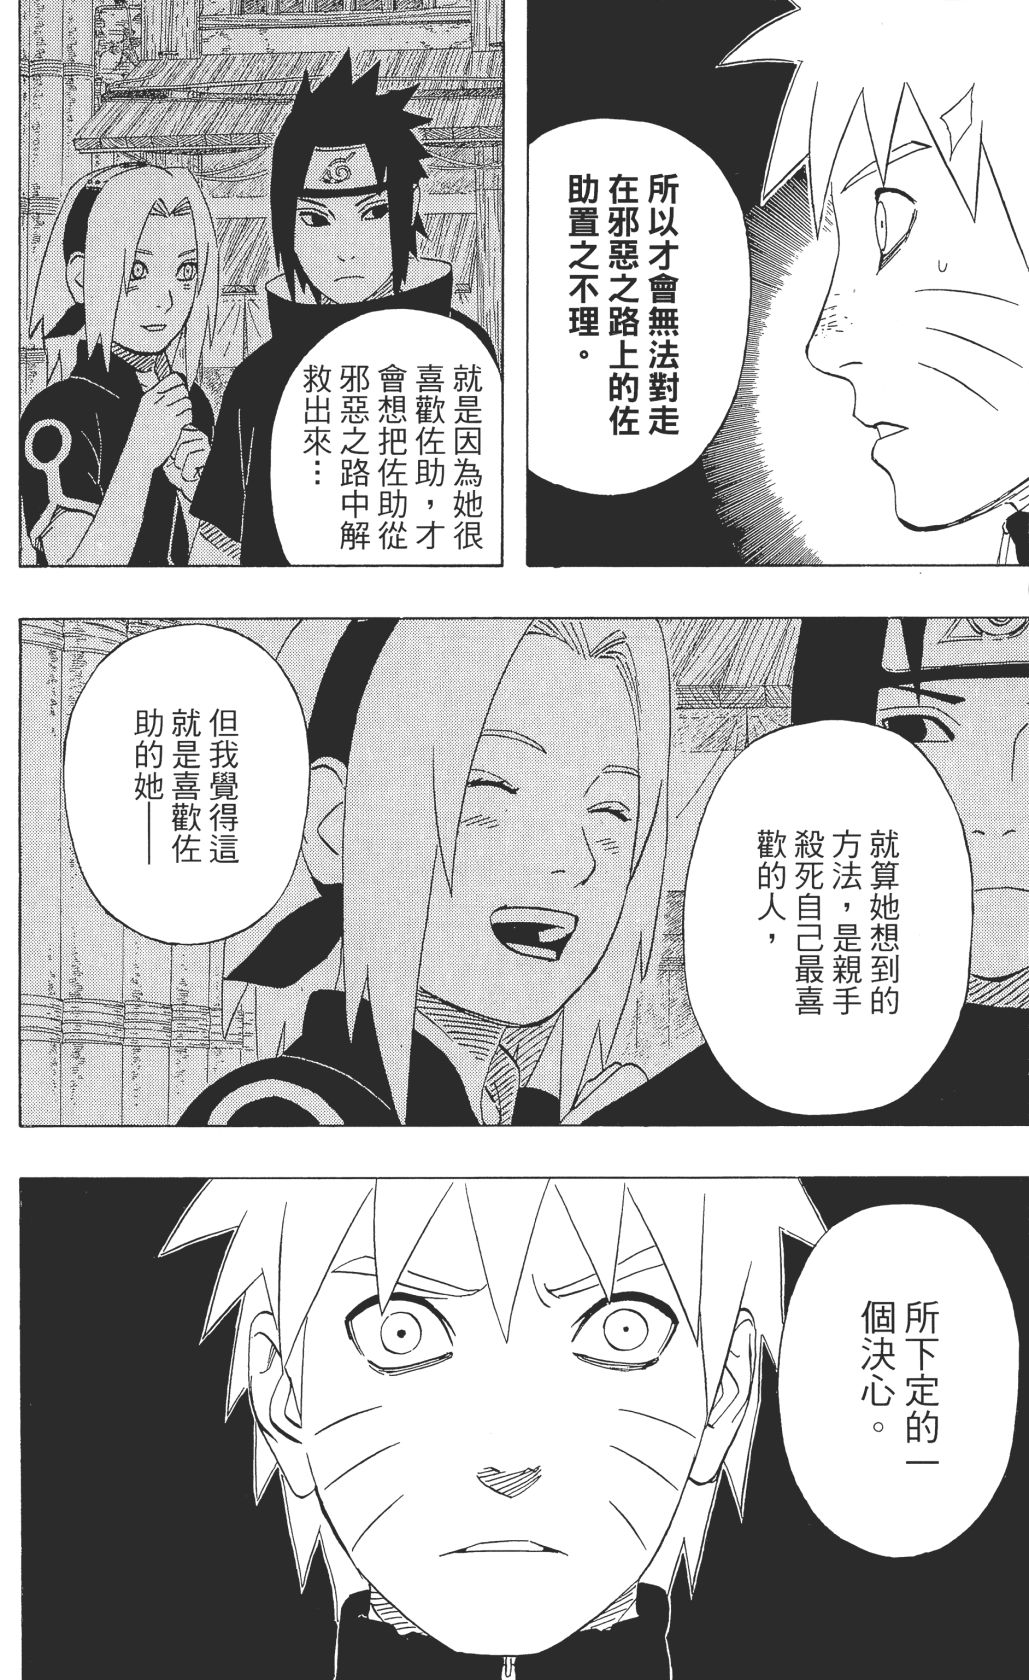 所以才會無法對走
在邪惡之路上的佐
助置之不理。
就是因為她很
喜歡佐助，才
會想把佐助從
邪惡之路中解
救出來…
就算她想到的
方法，是親手
殺死自己最喜
歡的人，
但我覺得這
就是喜歡佐
助的她——
所下定的一
個決心。